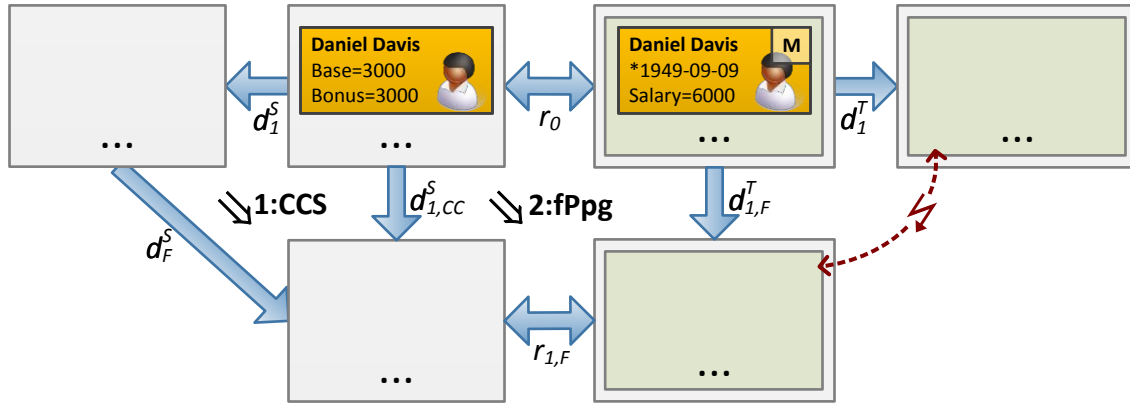 Daniel Davis
Base=3000
Bonus=3000
...
Daniel Davis
M
*1949-09-09
Salary=6000
...
...
...
d₁ˢ
r₀
d₁ᵀ
1:CCS
d₁,CCˢ
2:fPpg
d₁,Fᵀ
d_Fˢ
r₁,F
...
...